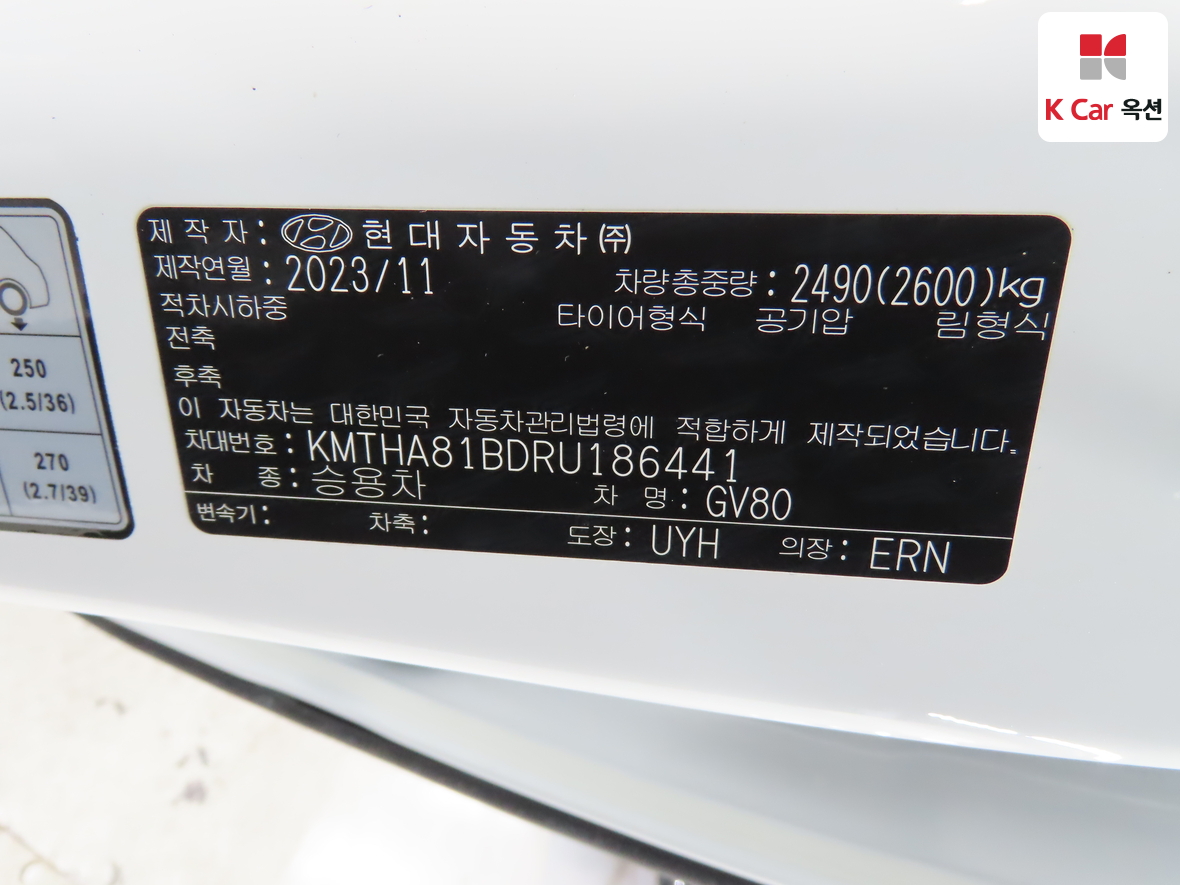 K Car 옥션
250
(2.5/36)
270
(2.7/39)
제 작 자 : 현 대 자 동 차 ㈜
제작연월 : 2023/11 차량총중량 : 2490(2600)kg
적차시하중 타이어형식 공기압 림형식
전축
후축
이 자동차는 대한민국 자동차관리법령에 적합하게 제작되었습니다.
차대번호 : KMTHA81BDRU186441
차 종 : 승용차 차 명 : GV80
변속기 : 차축 : 도장 : UYH 의장 : ERN